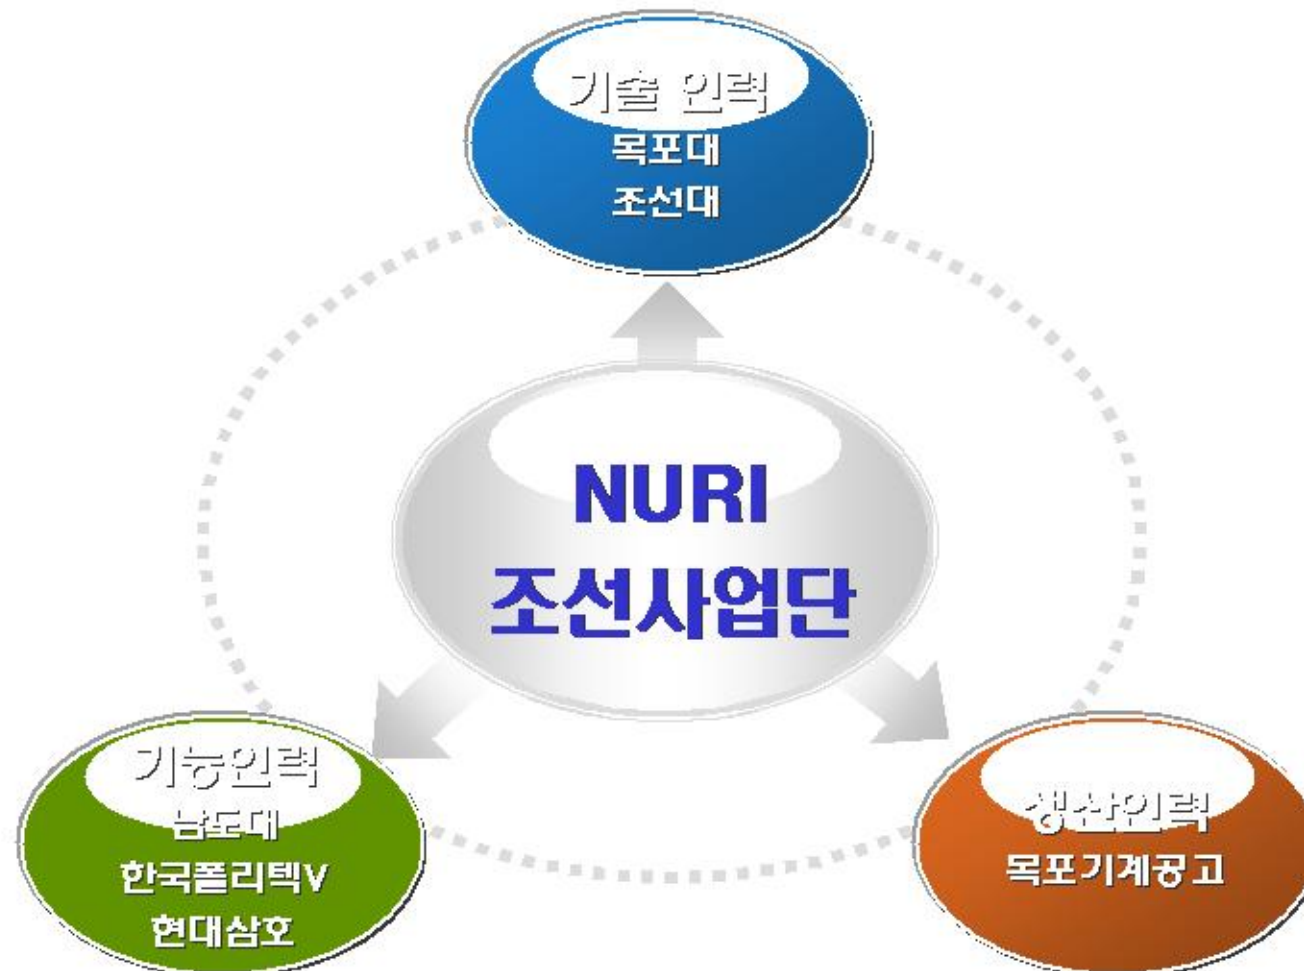 기술 인력
목포대
조선대
NURI
조선사업단
기능인력
남도대
한국폴리텍V
현대삼호
생산인력
목포기계공고